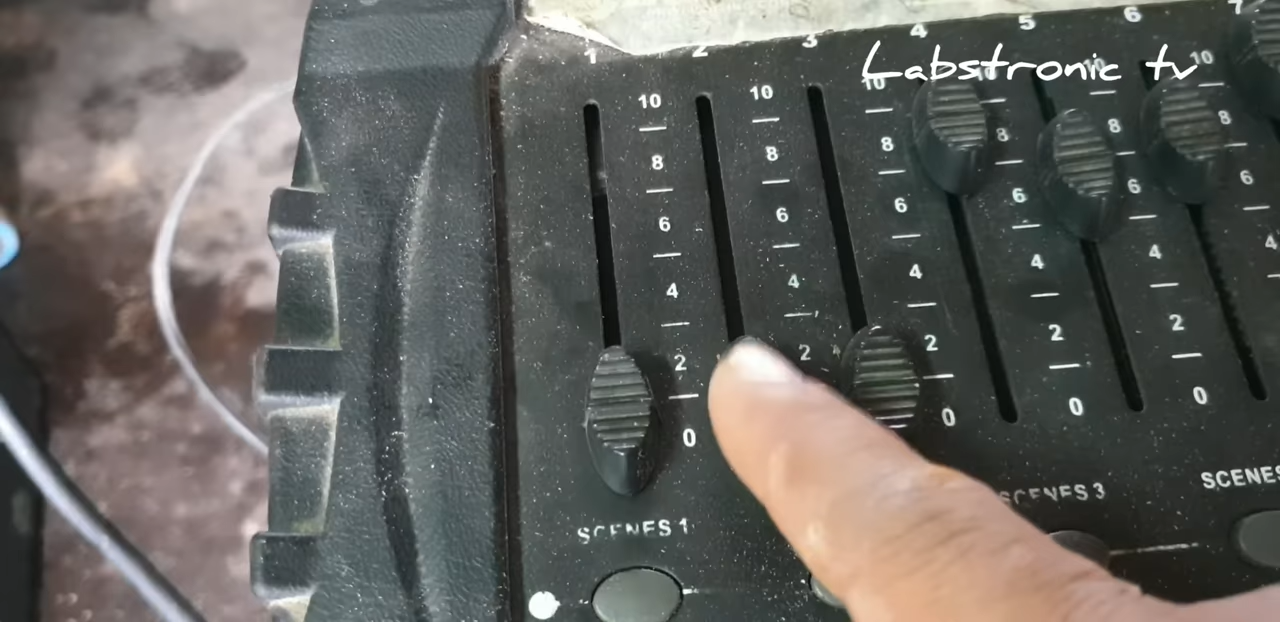 1 2 3 4 5 6 7
Labstronic tv
10 10 10 10 10 10
8 8 8 8 8 8
6 6 6 6 6 6
4 4 4 4 4 4
2 2 2 2 2
0 0 0 0
SCENES 1 SCENES 3 SCENES